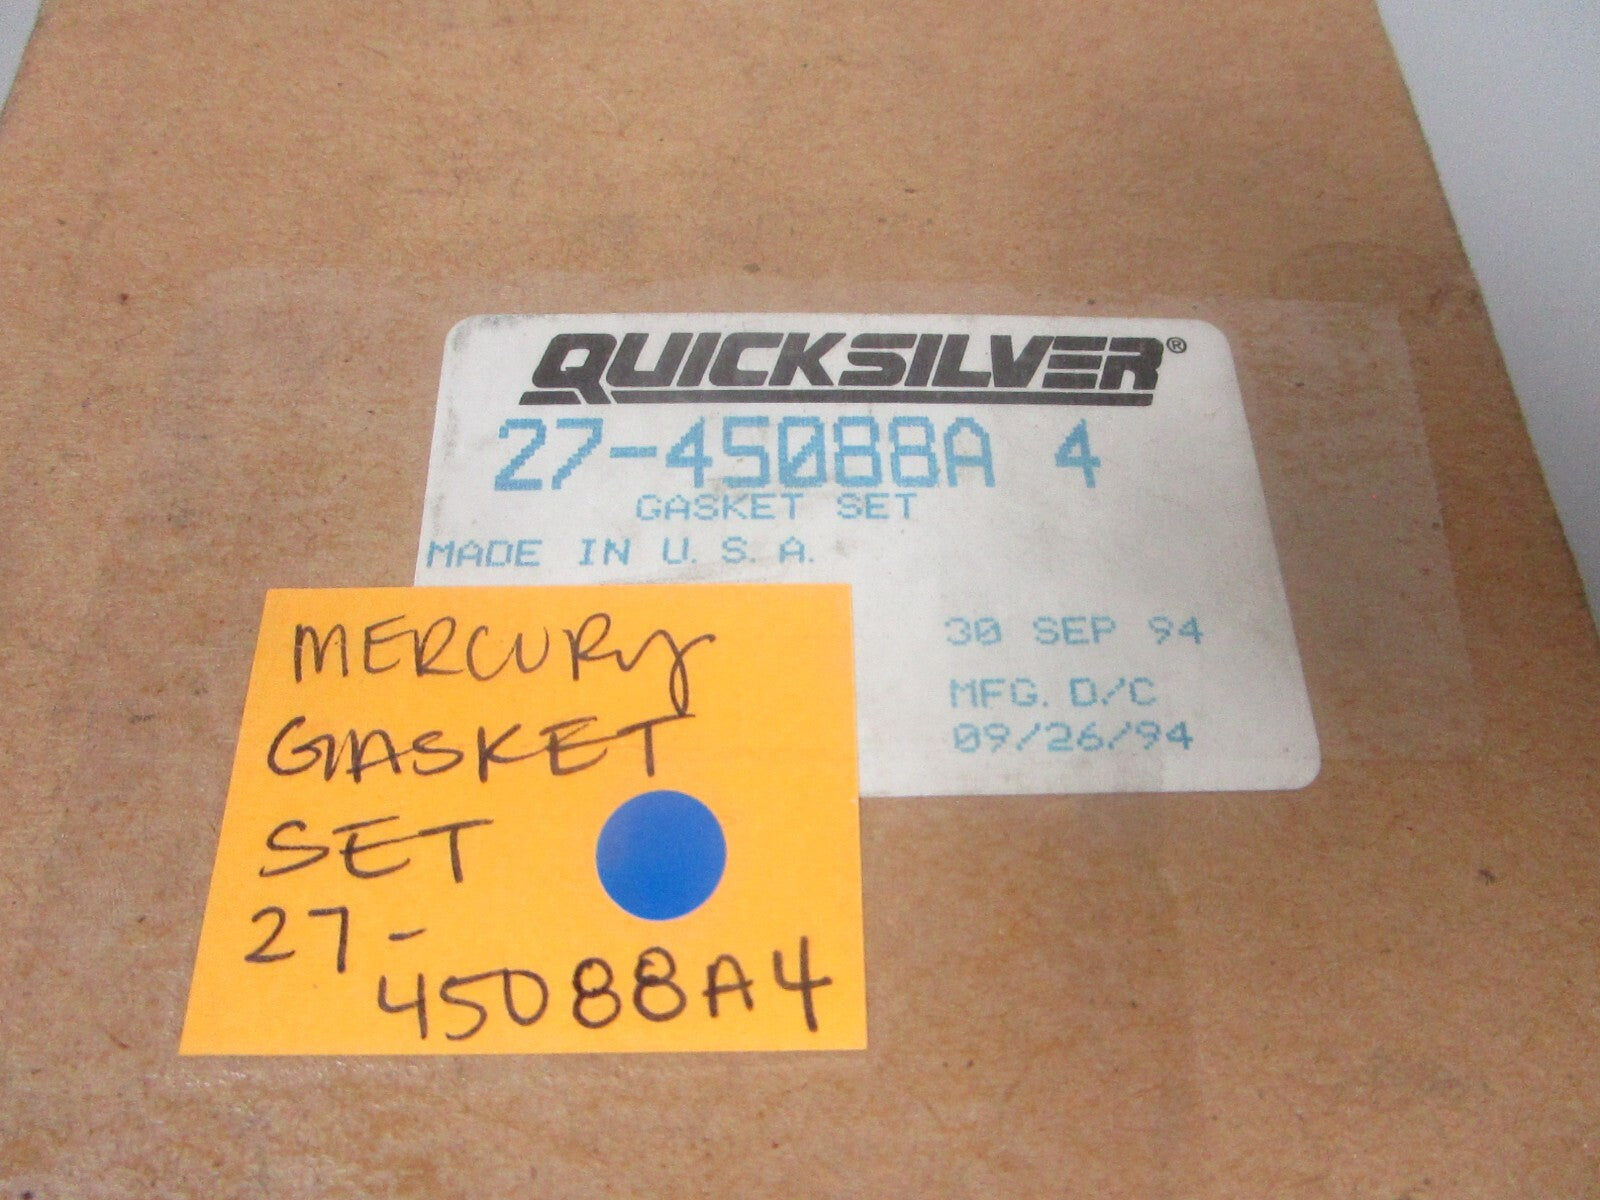 QUICKSILVER®
27-45088A 4
GASKET SET
MADE IN U. S. A.
30 SEP 94
MFG. D/C
09/26/94
MERCURY
GASKET
SET
27-
45088A4